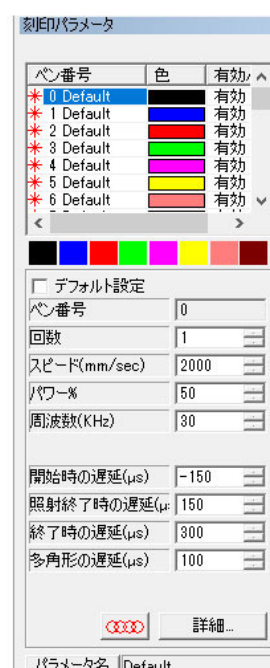 刻印パラメータ
ペン番号 色 有効/
0 Default 有効
1 Default 有効
2 Default 有効
3 Default 有効
4 Default 有効
5 Default 有効
6 Default 有効
デフォルト設定
ペン番号 0
回数 1
スピード(mm/sec) 2000
パワー% 50
周波数(KHz) 30
開始時の遅延(μs) -150
照射終了時の遅延(μ: 150
終了時の遅延(μs) 300
多角形の遅延(μs) 100
詳細...
パラメータ名 Default